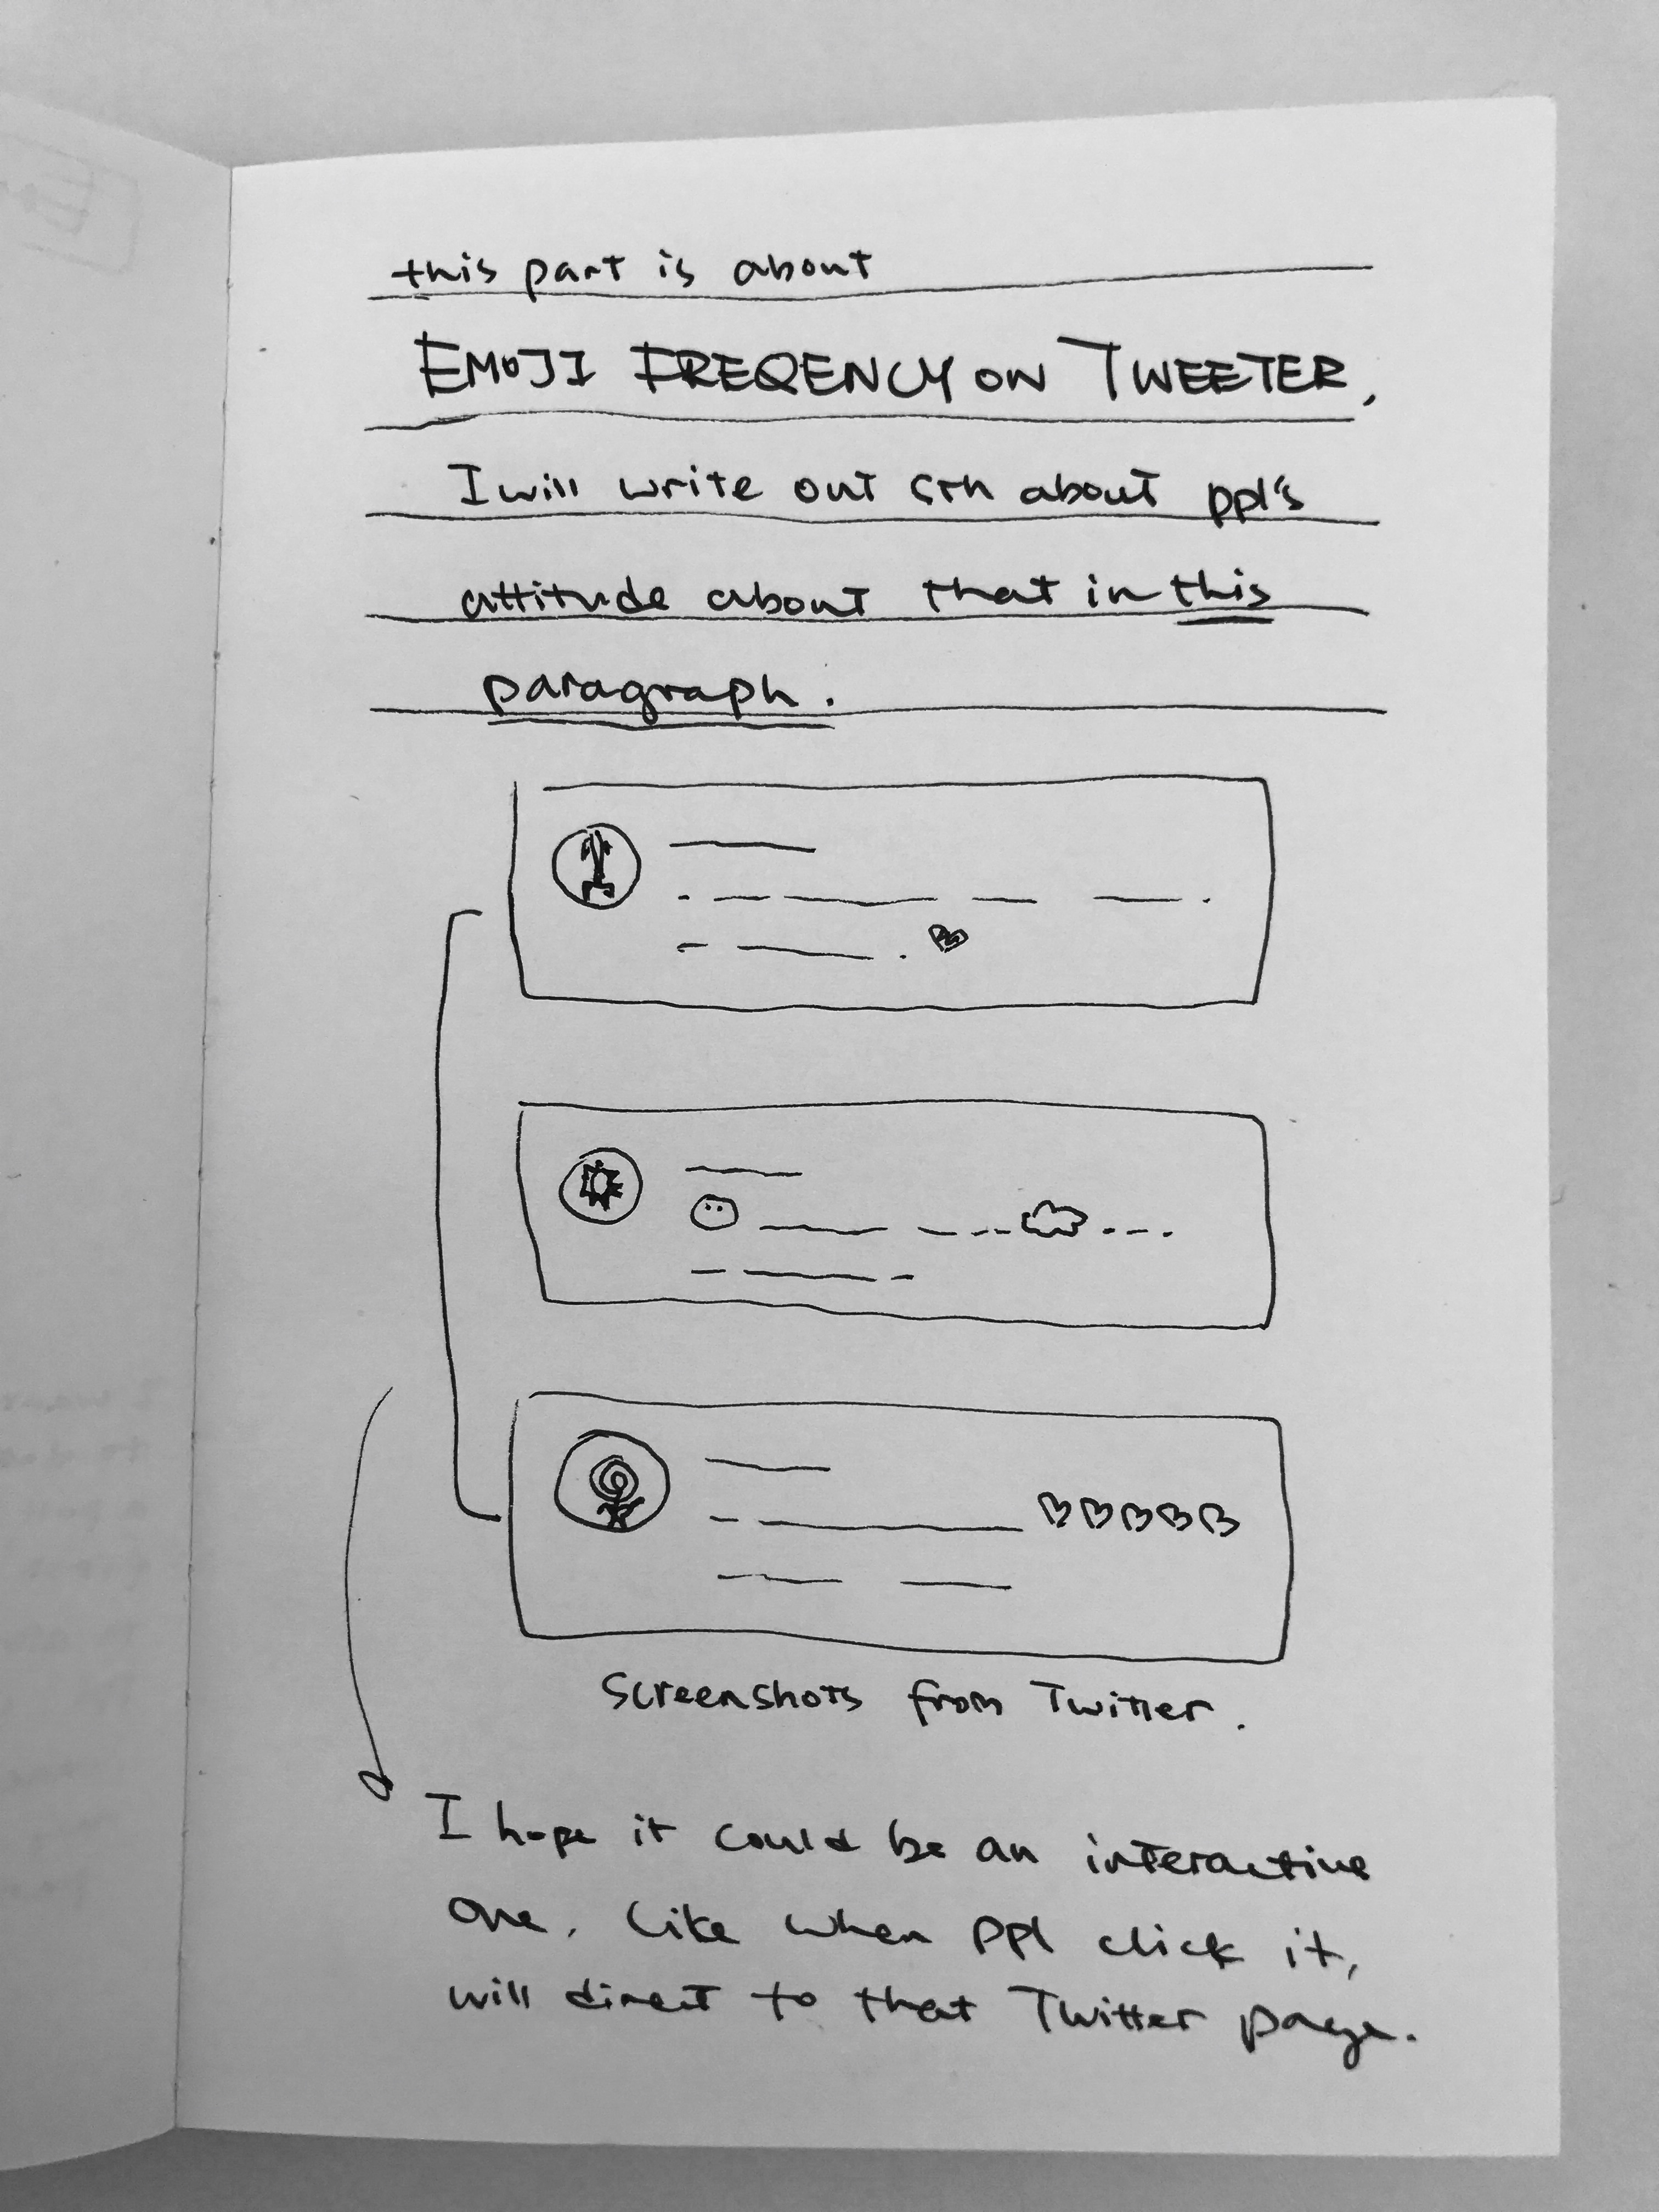 this part is about
EMOJI FREQENCY ON TWEETER,
I will write out sth about ppl's
attitude about that in this
paragraph.
Screenshots from Twitter.
I hope it could be an interactive
one. Like when ppl click it,
will direct to that Twitter page.